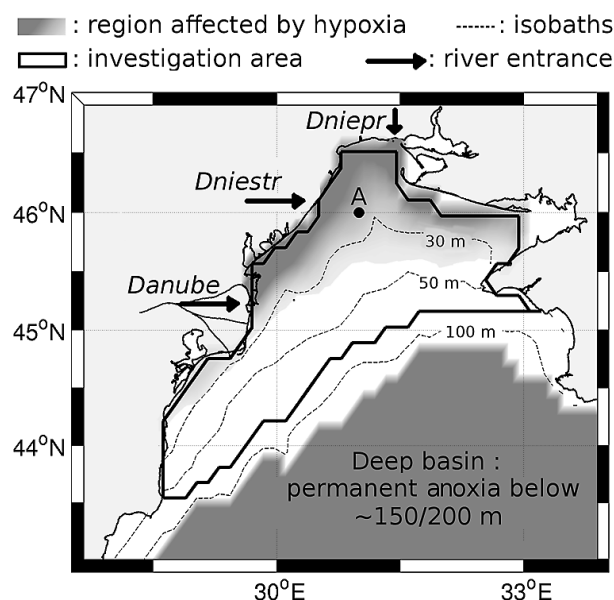 : region affected by hypoxia
: isobaths
: investigation area
: river entrance
47°N
Dniepr
Dniestr
A
46°N
30 m
Danube
50 m
45°N
100 m
44°N
Deep basin :
permanent anoxia below
~150/200 m
30°E
33°E